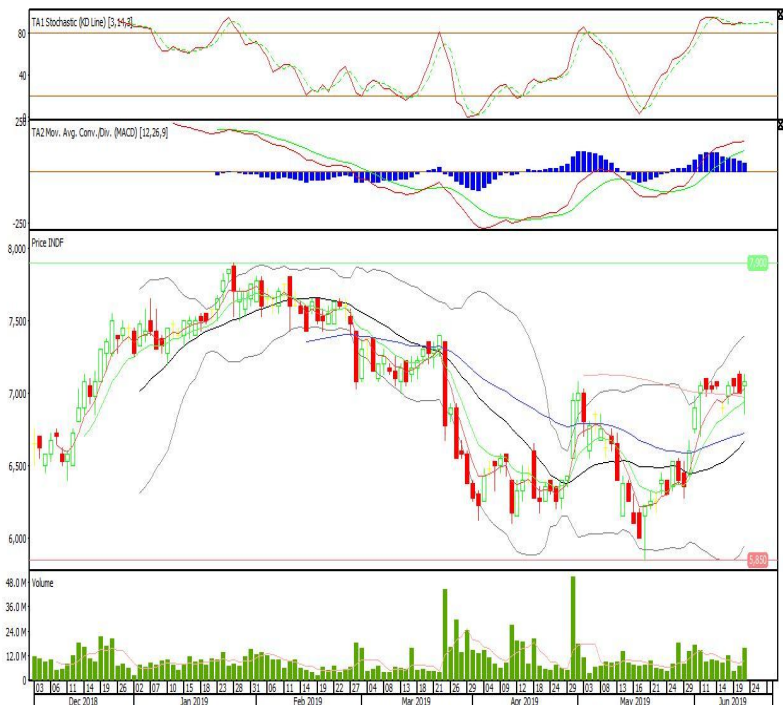 TA1 Stochastic (KD Line) [3,14,3]
80
40
0
TA2 Mov. Avg. Conv./Div. (MACD) [12,26,9]
250
-250
Price INDF
8,000
7,900
7,500
7,000
6,500
6,000
5,850
Volume
48.0 M
36.0 M
24.0 M
12.0 M
0
03 06 11 14 19 28 02 07 10 15 18 23 28 31 06 11 14 19 22 27 04 08 13 18 21 26 29 04 09 12 18 23 26 29 03 08 13 16 21 24 29 11 14 19 24
Dec 2018 Jan 2019 Feb 2019 Mar 2019 Apr 2019 May 2019 Jun 2019